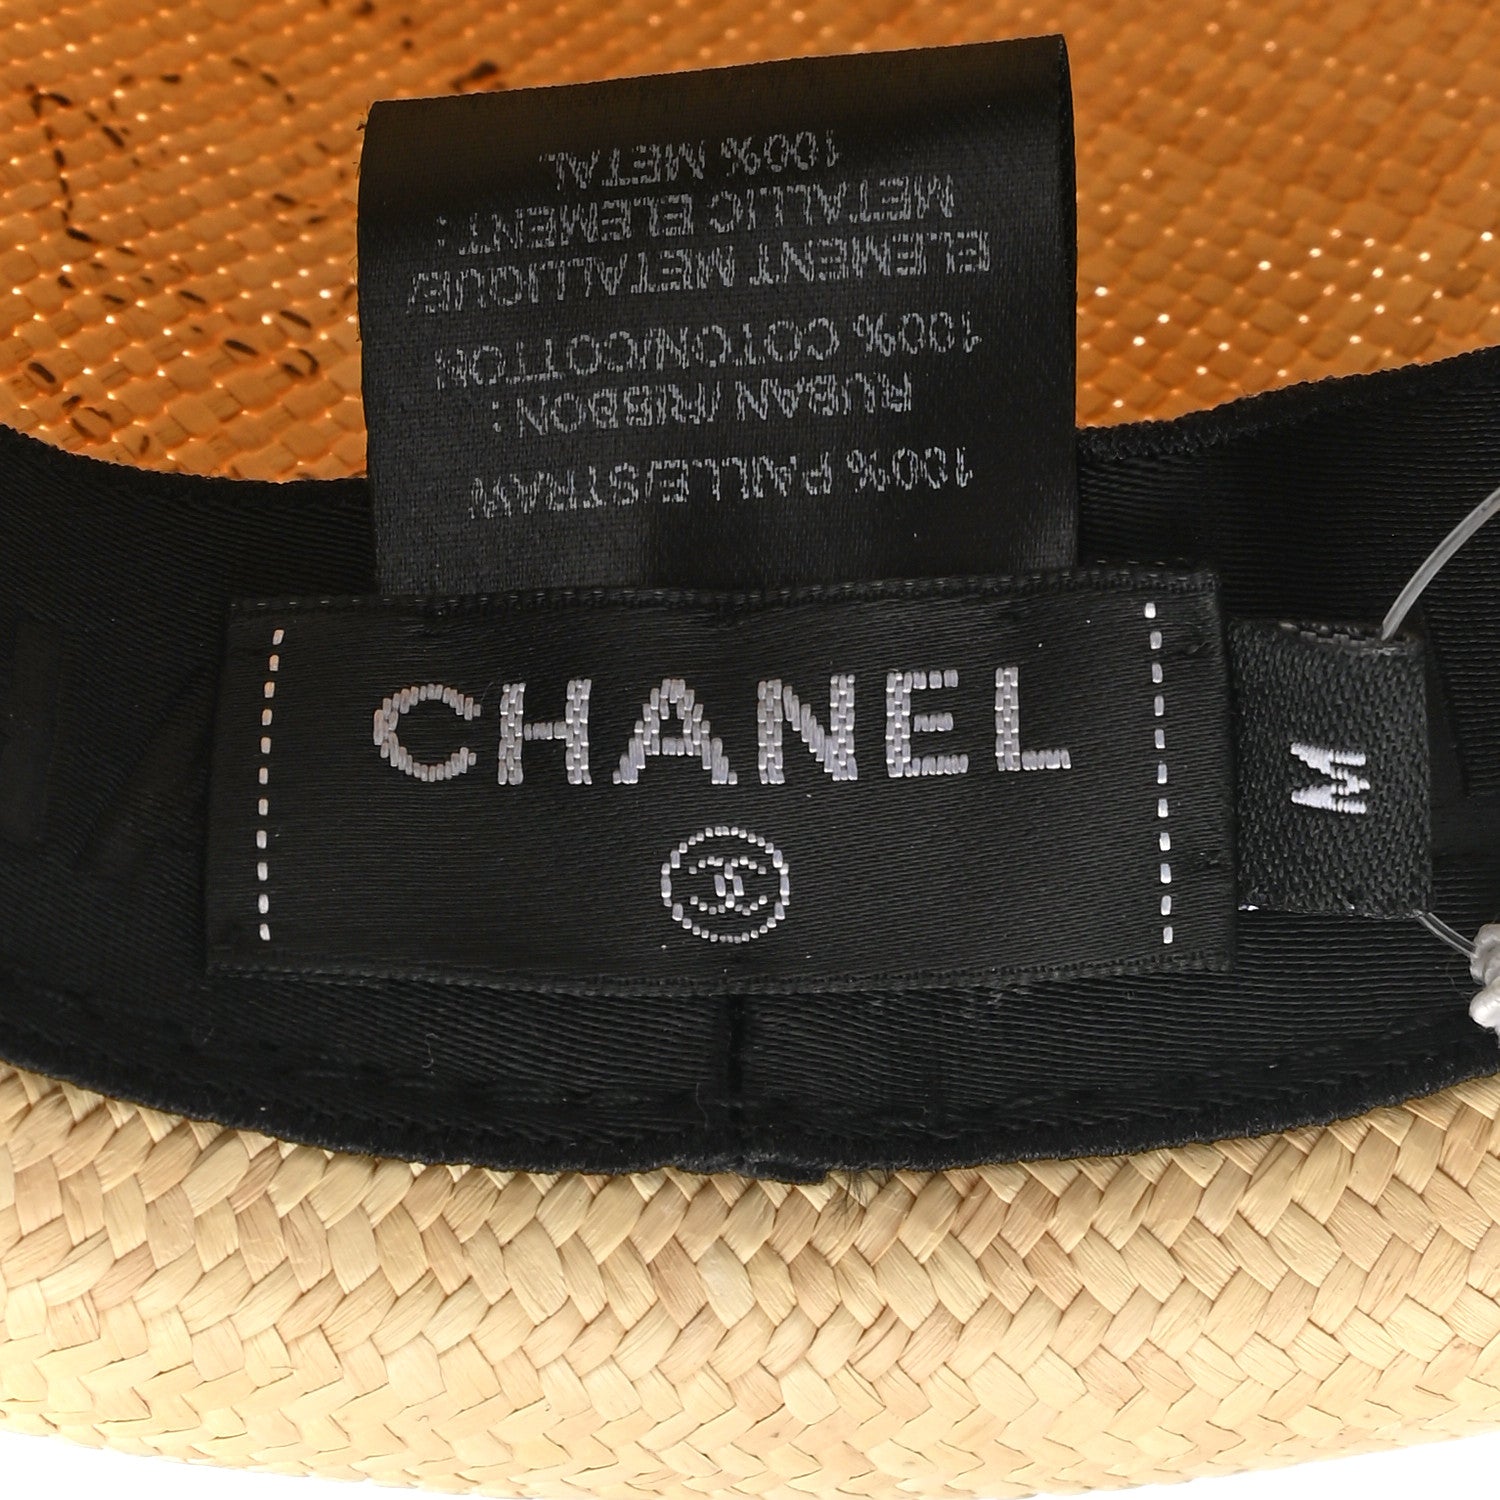 100% PAILLE/STRAW
RUBAN /RIBBON :
100% COTON/COTTON
ELEMENT METALLIQUE/
METALLIC ELEMENT :
100% METAL
CHANEL
M